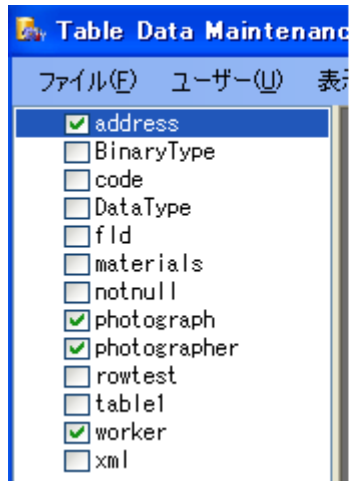 Table Data Maintenanc
ファイル(F) ユーザー(U) 表
address
BinaryType
code
DataType
fld
materials
notnull
photograph
photographer
rowtest
table1
worker
xml